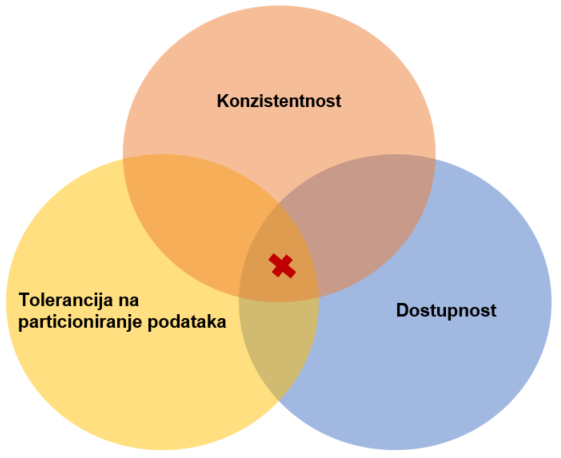 Konzistentnost
Tolerancija na
particioniranje podataka
Dostupnost